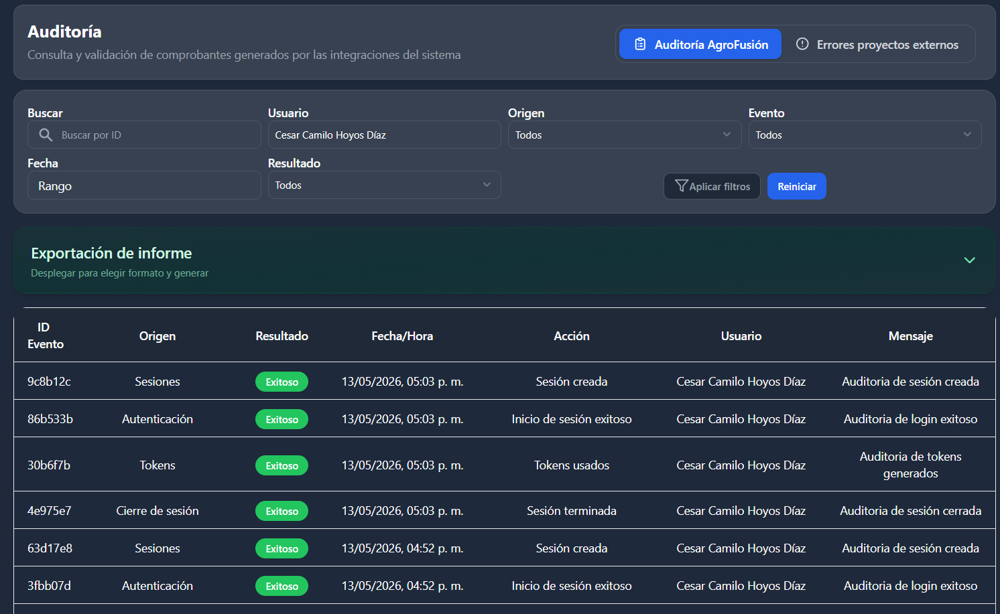 Auditoría
Consulta y validación de comprobantes generados por las integraciones del sistema
Auditoría AgroFusión
Errores proyectos externos
Buscar
Buscar por ID
Usuario
Cesar Camilo Hoyos Díaz
Origen
Todos
Evento
Todos
Fecha
Rango
Resultado
Todos
Aplicar filtros
Reiniciar
Exportación de informe
Desplegar para elegir formato y generar
ID Evento Origen Resultado Fecha/Hora Acción Usuario Mensaje
9c8b12c Sesiones Exitoso 13/05/2026, 05:03 p. m. Sesión creada Cesar Camilo Hoyos Díaz Auditoria de sesión creada
86b533b Autenticación Exitoso 13/05/2026, 05:03 p. m. Inicio de sesión exitoso Cesar Camilo Hoyos Díaz Auditoria de login exitoso
30b6f7b Tokens Exitoso 13/05/2026, 05:03 p. m. Tokens usados Cesar Camilo Hoyos Díaz Auditoria de tokens generados
4e975e7 Cierre de sesión Exitoso 13/05/2026, 05:03 p. m. Sesión terminada Cesar Camilo Hoyos Díaz Auditoria de sesión cerrada
63d17e8 Sesiones Exitoso 13/05/2026, 04:52 p. m. Sesión creada Cesar Camilo Hoyos Díaz Auditoria de sesión creada
3fbb07d Autenticación Exitoso 13/05/2026, 04:52 p. m. Inicio de sesión exitoso Cesar Camilo Hoyos Díaz Auditoria de login exitoso